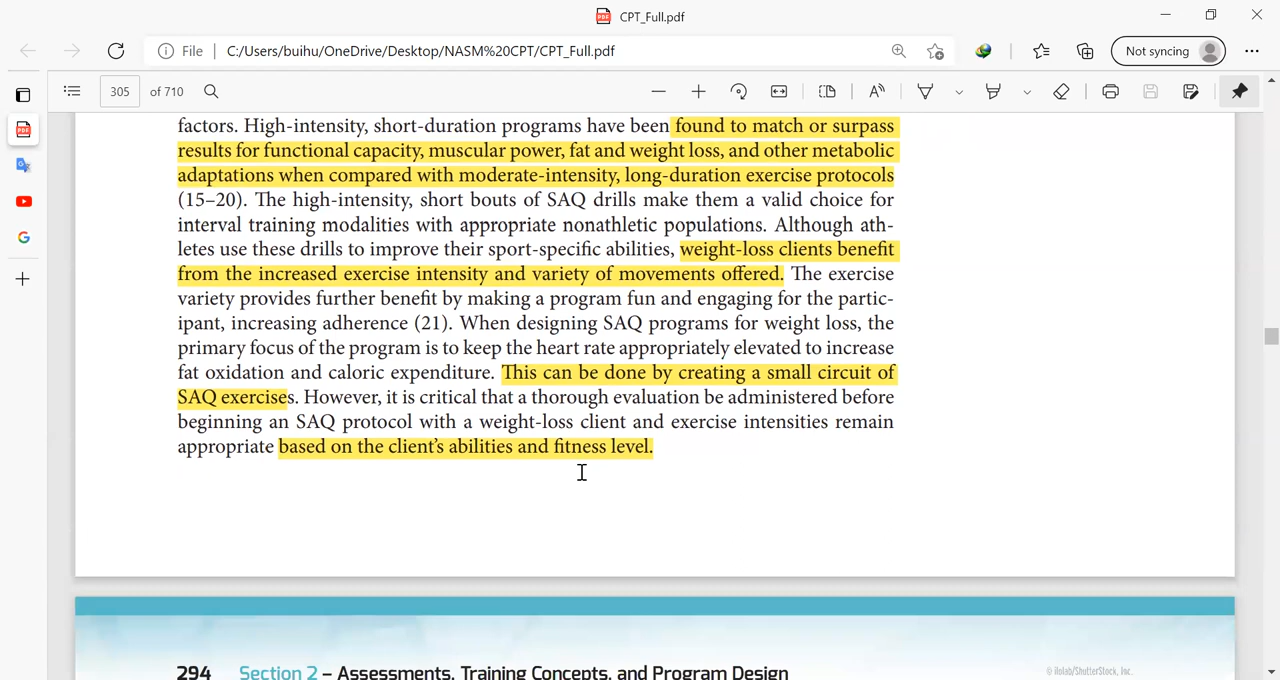 CPT_Full.pdf
File
C:/Users/buihu/OneDrive/Desktop/NASM%20CPT/CPT_Full.pdf
Not syncing
305 of 710
factors. High-intensity, short-duration programs have been found to match or surpass
results for functional capacity, muscular power, fat and weight loss, and other metabolic
adaptations when compared with moderate-intensity, long-duration exercise protocols
(15–20). The high-intensity, short bouts of SAQ drills make them a valid choice for
interval training modalities with appropriate nonathletic populations. Although ath-
letes use these drills to improve their sport-specific abilities, weight-loss clients benefit
from the increased exercise intensity and variety of movements offered. The exercise
variety provides further benefit by making a program fun and engaging for the partic-
ipant, increasing adherence (21). When designing SAQ programs for weight loss, the
primary focus of the program is to keep the heart rate appropriately elevated to increase
fat oxidation and caloric expenditure. This can be done by creating a small circuit of
SAQ exercises. However, it is critical that a thorough evaluation be administered before
beginning an SAQ protocol with a weight-loss client and exercise intensities remain
appropriate based on the client's abilities and fitness level.
294 Section 2 – Assessments, Training Concepts, and Program Design
© ilolab/ShutterStock, Inc.